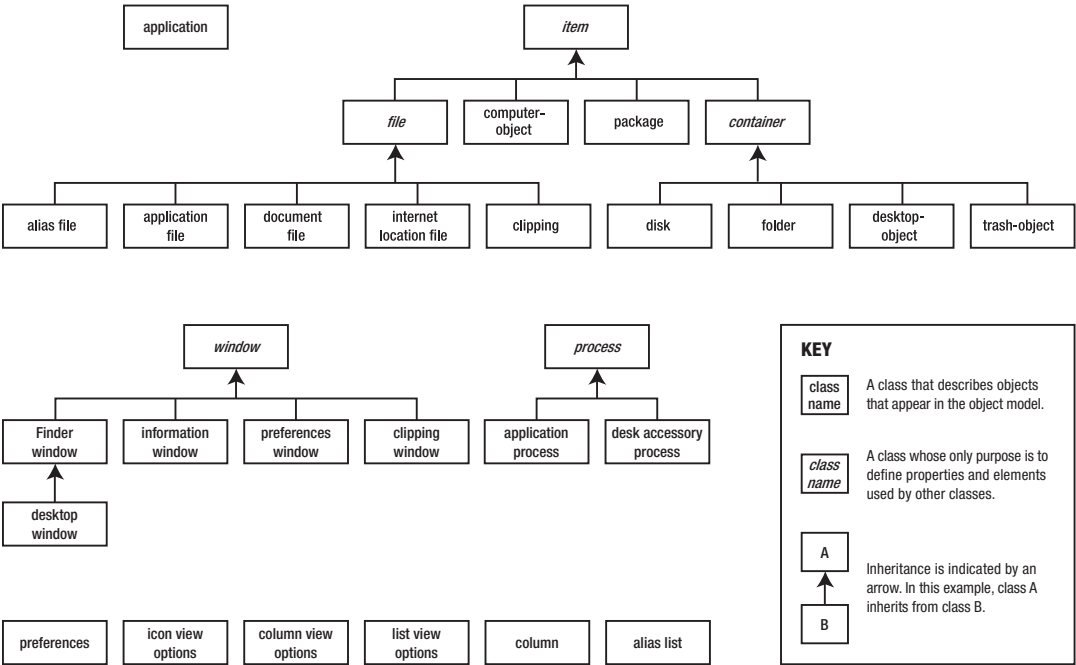 application
item
file
computer-
object
package
container
alias file
application
file
document
file
internet
location file
clipping
disk
folder
desktop-
object
trash-object
window
process
Finder
window
information
window
preferences
window
clipping
window
application
process
desk accessory
process
desktop
window
preferences
icon view
options
column view
options
list view
options
column
alias list
KEY
class
name
A class that describes objects
that appear in the object model.
class
name
A class whose only purpose is to
define properties and elements
used by other classes.
A
B
Inheritance is indicated by an
arrow. In this example, class A
inherits from class B.